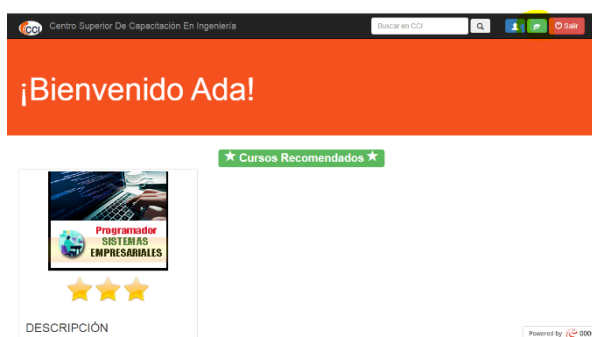 CCI Centro Superior De Capacitación En Ingeniería Buscar en CCI Salir
¡Bienvenido Ada!
★ Cursos Recomendados ★
Programador
SISTEMAS
EMPRESARIALES
DESCRIPCIÓN
Powered by 000